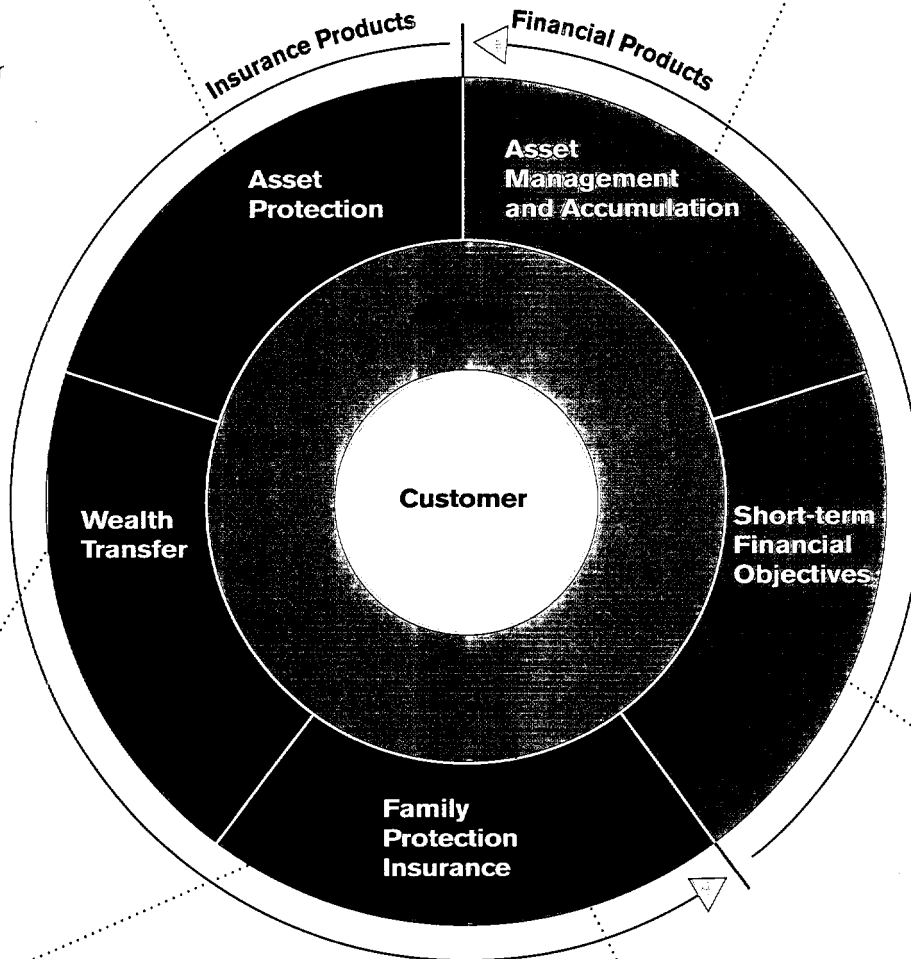 Insurance Products
Financial Products
Asset
Protection
Asset
Management
and Accumulation
Customer
Wealth
Transfer
Short-term
Financial
Objectives
Family
Protection
Insurance